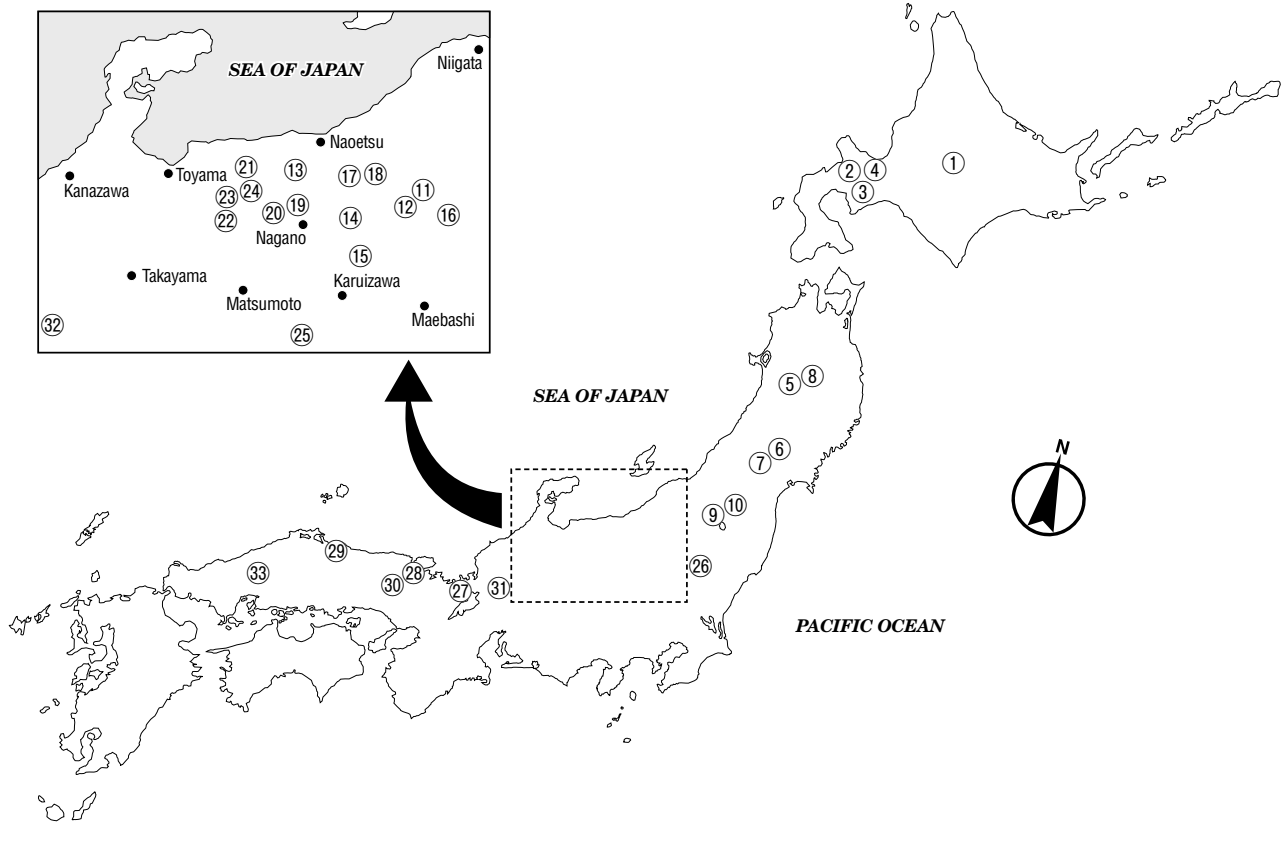 SEA OF JAPAN
Niigata
Naoetsu
㉑
⑬
Toyama
⑰
⑱
Kanazawa
㉓
㉔
⑪
㉒
⑳
⑲
⑫
⑭
⑯
Nagano
⑮
Takayama
Karuizawa
Matsumoto
Maebashi
㉜
㉕
①
②
④
③
⑤
⑧
SEA OF JAPAN
⑥
⑦
N
⑨
⑩
㉖
㉙
㉝
㉘
㉚
㉗
㉛
PACIFIC OCEAN